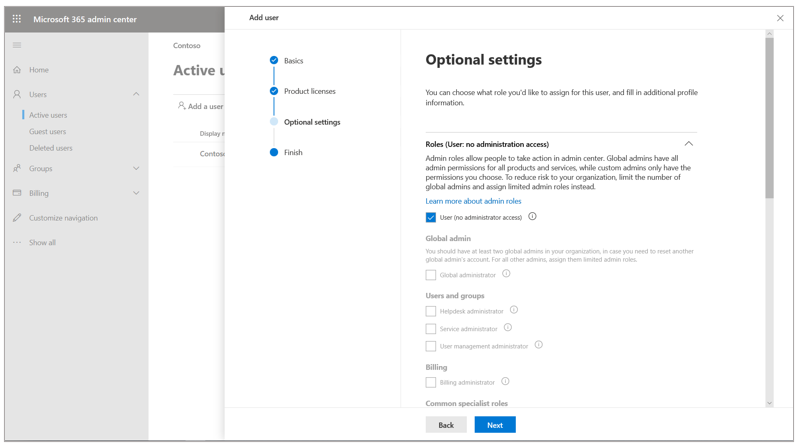 Microsoft 365 admin center
Home
Users
Active users
Guest users
Deleted users
Groups
Billing
Customize navigation
Show all
Contoso
Active u
Add a user
Display n
Contoso
Add user
Basics
Product licenses
Optional settings
Finish
Optional settings
You can choose what role you'd like to assign for this user, and fill in additional profile
information.
Roles (User: no administration access)
Admin roles allow people to take action in admin center. Global admins have all
admin permissions for all products and services, while custom admins only have the
permissions you choose. To reduce risk to your organization, limit the number of
global admins and assign limited admin roles instead.
Learn more about admin roles
User (no administrator access)
Global admin
You should have at least two global admins in your organization, in case you need to reset another
global admin's account. For all other admins, assign them limited admin roles.
Global administrator
Users and groups
Helpdesk administrator
Service administrator
User management administrator
Billing
Billing administrator
Common specialist roles
Back
Next